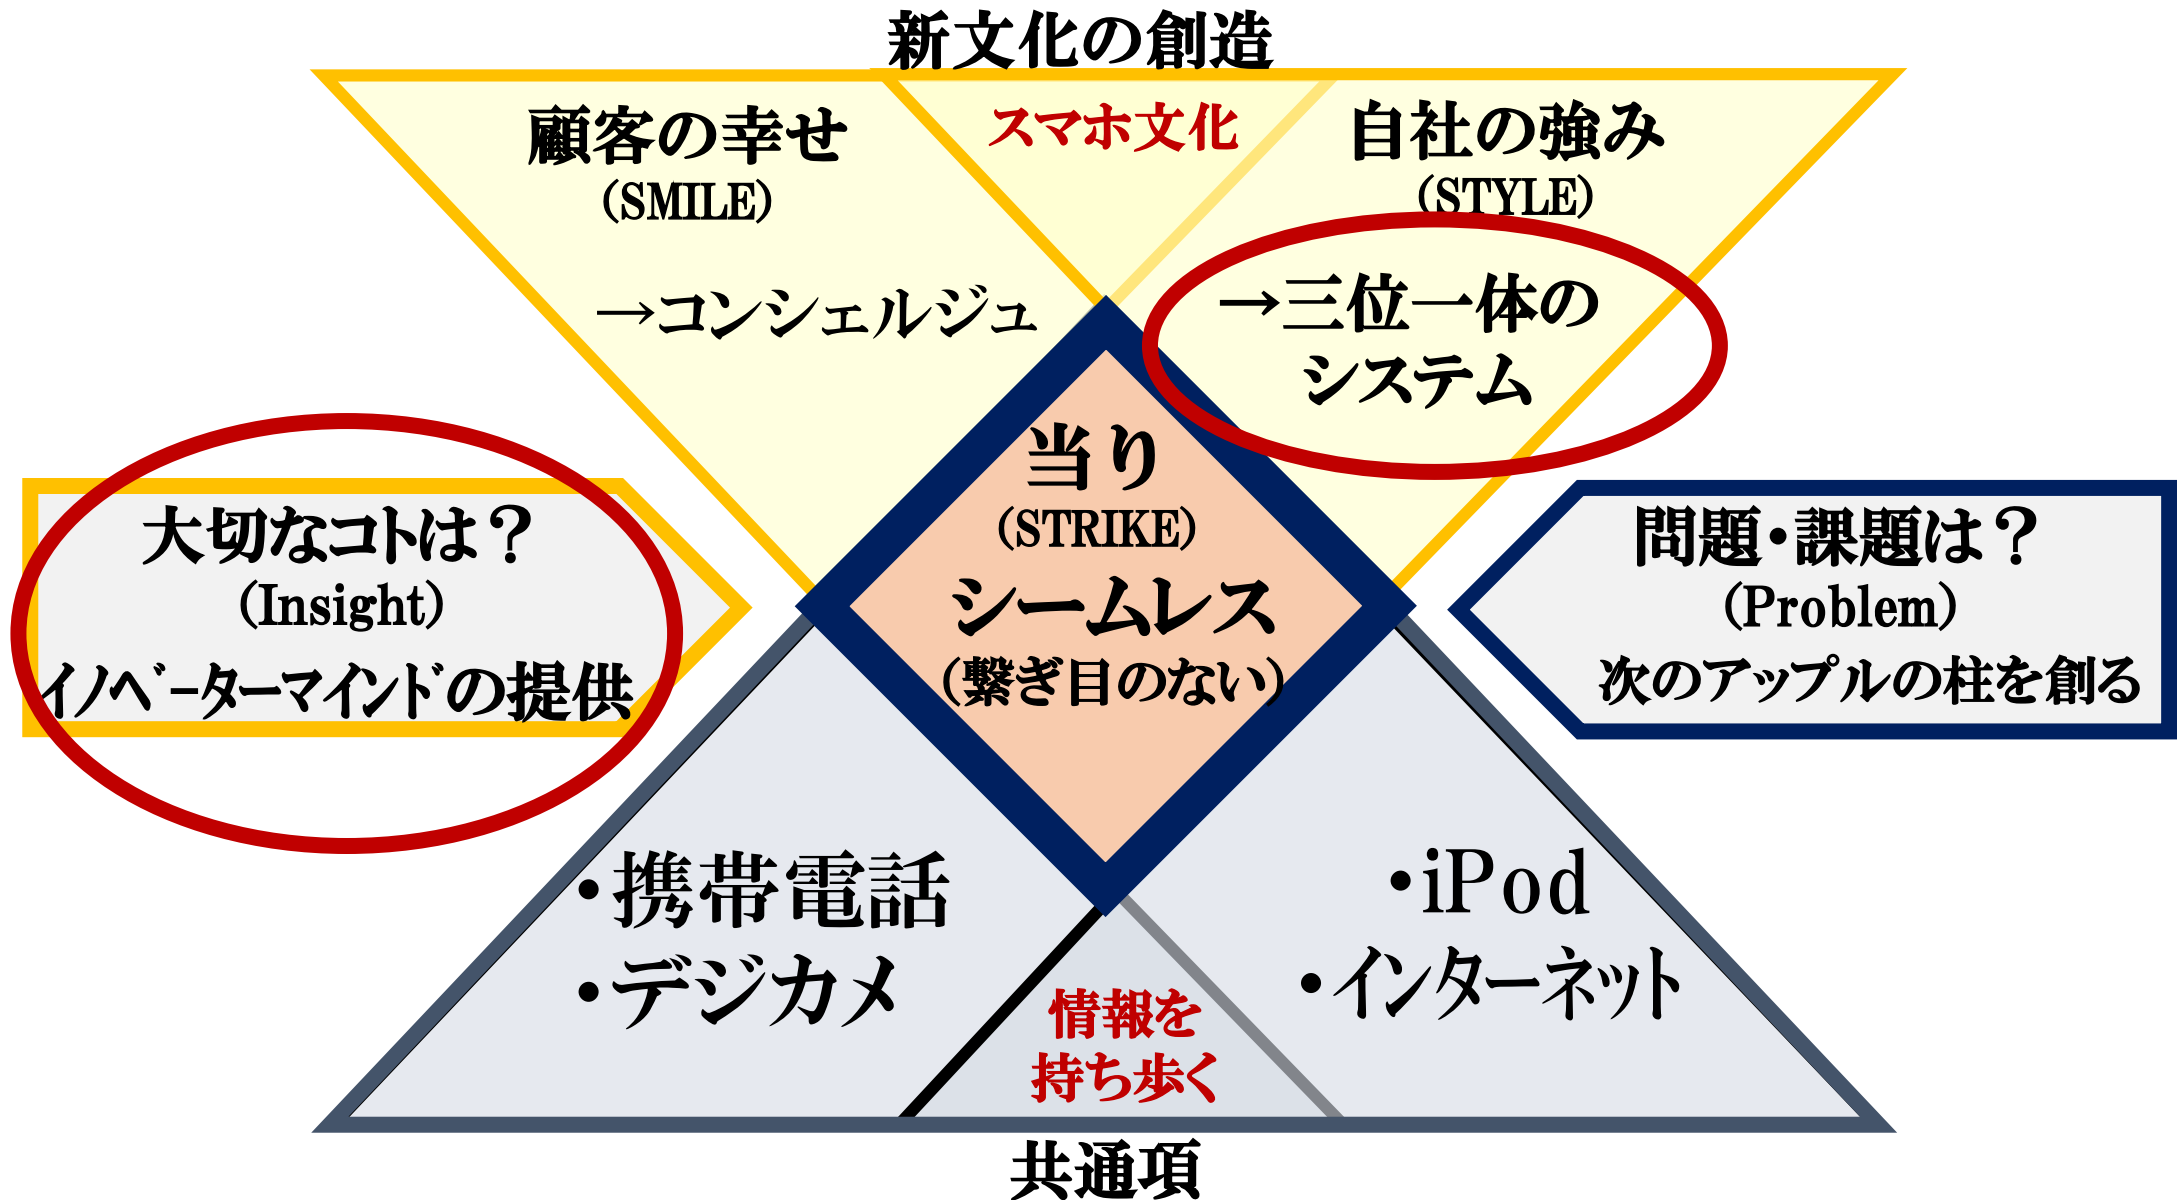 新文化の創造
スマホ文化
顧客の幸せ
(SMILE)
→コンシェルジュ
自社の強み
(STYLE)
→三位一体の
システム
当り
(STRIKE)
シームレス
(繋ぎ目のない)
大切なコトは？
(Insight)
イノベーターマインドの提供
問題・課題は？
(Problem)
次のアップルの柱を創る
・携帯電話
・デジカメ
・iPod
・インターネット
情報を
持ち歩く
共通項